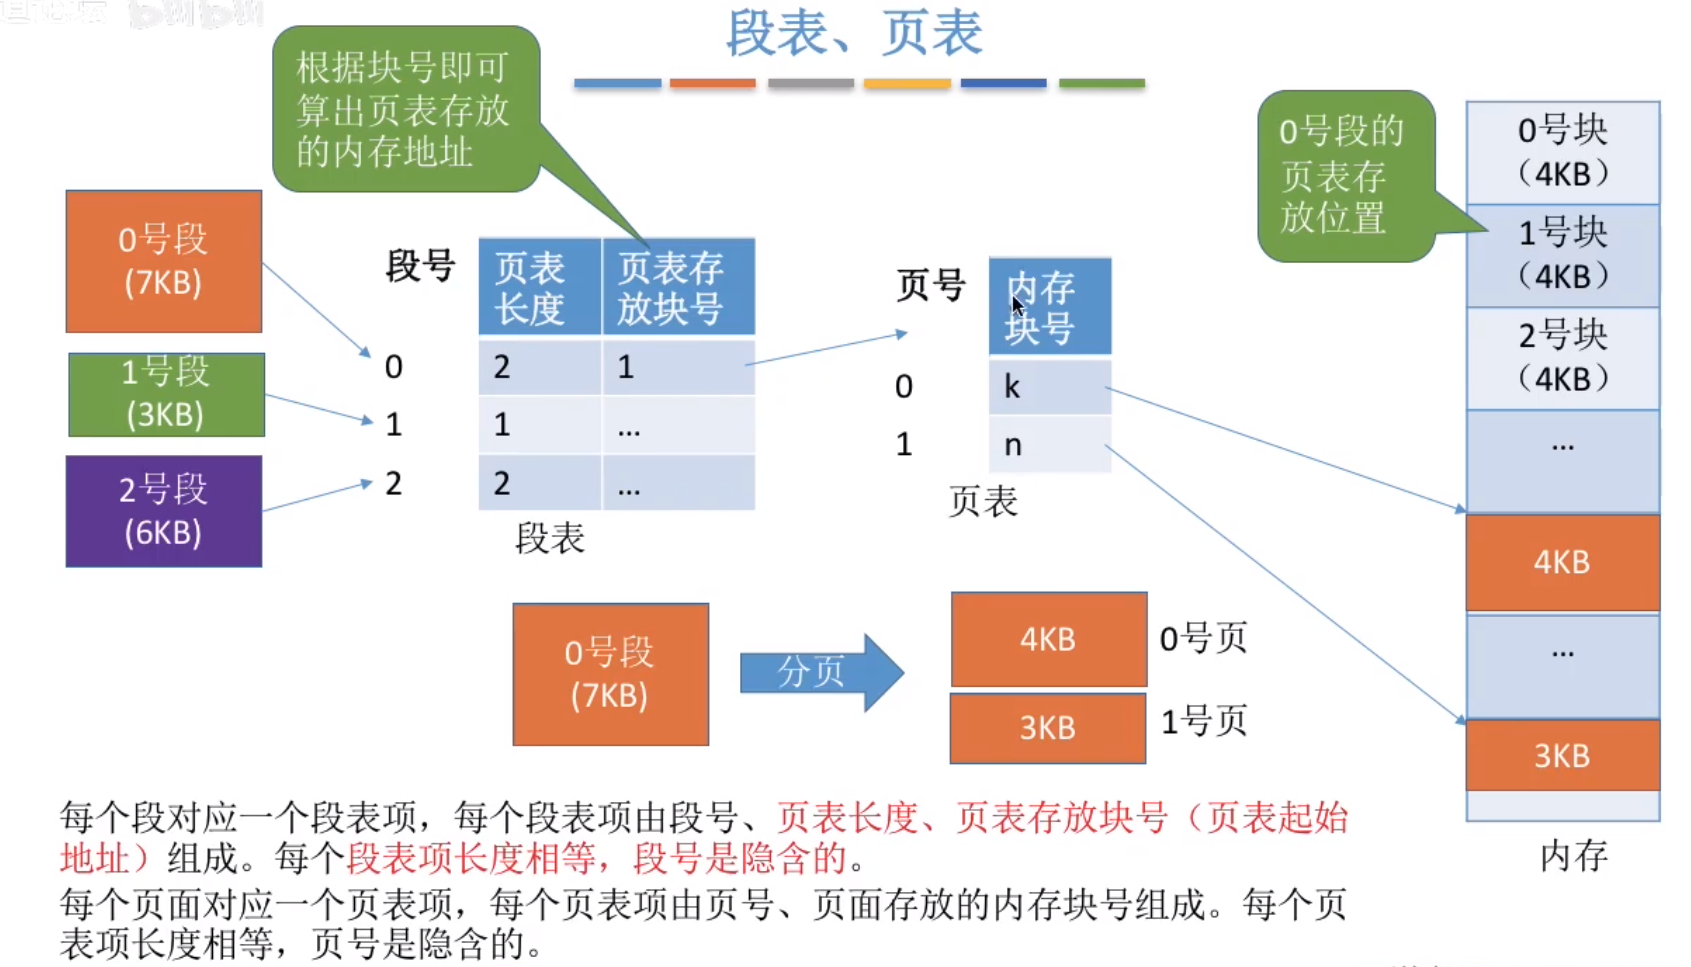 段表、页表
根据块号即可
算出页表存放
的内存地址
0号段的
页表存
放位置
0号段
(7KB)
1号段
(3KB)
2号段
(6KB)
段号
页表
长度
页表存
放块号
0
2
1
1
1
...
2
2
...
段表
页号
内存
块号
0
k
1
n
页表
0号块
（4KB）
1号块
（4KB）
2号块
（4KB）
...
4KB
...
3KB
内存
0号段
(7KB)
分页
4KB
0号页
3KB
1号页
每个段对应一个段表项，每个段表项由段号、页表长度、页表存放块号（页表起始
地址）组成。每个段表项长度相等，段号是隐含的。
每个页面对应一个页表项，每个页表项由页号、页面存放的内存块号组成。每个页
表项长度相等，页号是隐含的。